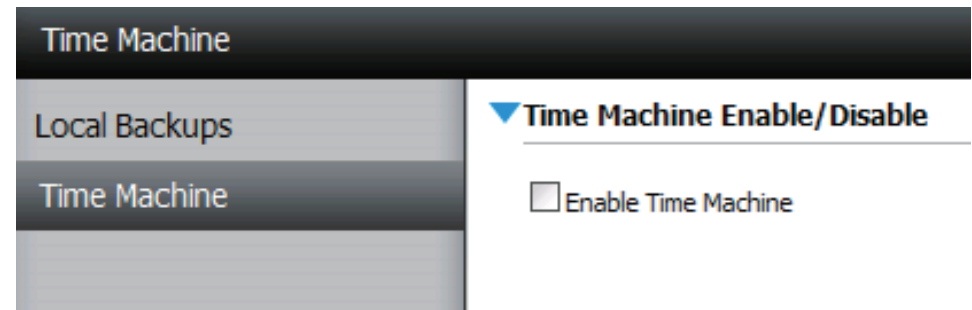 Time Machine
Local Backups
Time Machine
Time Machine Enable/Disable
Enable Time Machine